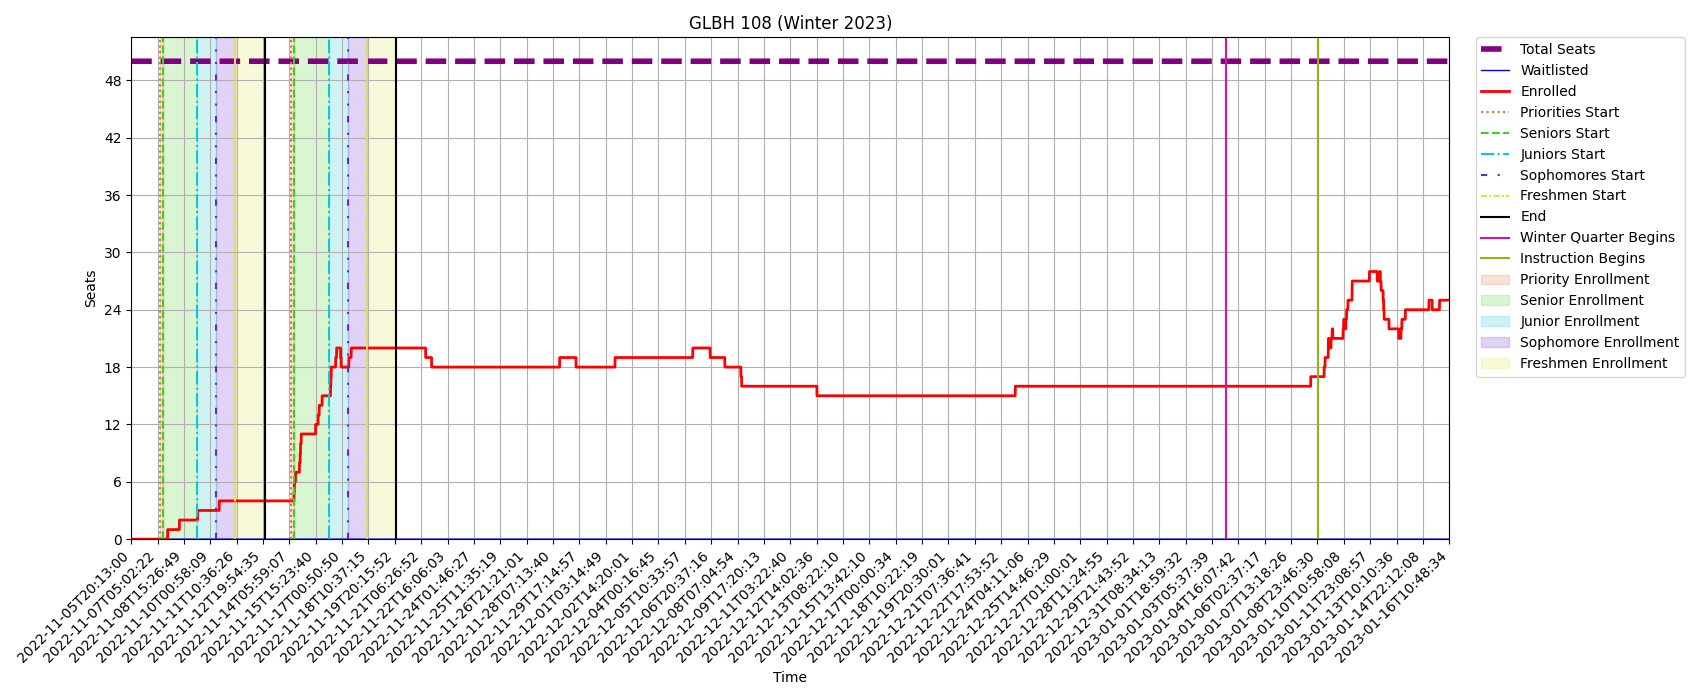 GLBH 108 (Winter 2023)
Seats
48
42
36
30
24
18
12
6
0
2022-11-05T20:13:00
2022-11-07T05:02:22
2022-11-08T15:26:49
2022-11-10T00:58:09
2022-11-11T10:36:26
2022-11-12T19:54:35
2022-11-14T05:59:07
2022-11-15T15:23:40
2022-11-17T00:50:50
2022-11-18T10:37:15
2022-11-19T20:15:52
2022-11-21T06:26:52
2022-11-22T16:06:03
2022-11-24T01:46:27
2022-11-25T11:35:19
2022-11-26T21:21:01
2022-11-28T07:13:40
2022-11-29T17:14:57
2022-12-01T03:14:49
2022-12-02T14:20:01
2022-12-04T00:16:45
2022-12-05T10:33:57
2022-12-06T20:37:16
2022-12-08T07:04:54
2022-12-09T17:20:13
2022-12-11T03:22:40
2022-12-12T14:02:36
2022-12-13T08:22:10
2022-12-15T13:42:10
2022-12-17T00:00:34
2022-12-18T10:22:19
2022-12-19T20:30:01
2022-12-21T07:36:41
2022-12-22T17:53:52
2022-12-24T04:11:06
2022-12-25T14:46:29
2022-12-27T01:00:01
2022-12-28T11:24:55
2022-12-29T21:43:52
2022-12-31T08:34:13
2023-01-01T18:59:32
2023-01-03T05:37:39
2023-01-04T16:07:42
2023-01-06T02:37:17
2023-01-07T13:18:26
2023-01-08T23:46:30
2023-01-10T10:58:08
2023-01-11T23:08:57
2023-01-13T10:10:36
2023-01-14T22:12:08
2023-01-16T10:48:34
Time
Total Seats
Waitlisted
Enrolled
Priorities Start
Seniors Start
Juniors Start
Sophomores Start
Freshmen Start
End
Winter Quarter Begins
Instruction Begins
Priority Enrollment
Senior Enrollment
Junior Enrollment
Sophomore Enrollment
Freshmen Enrollment